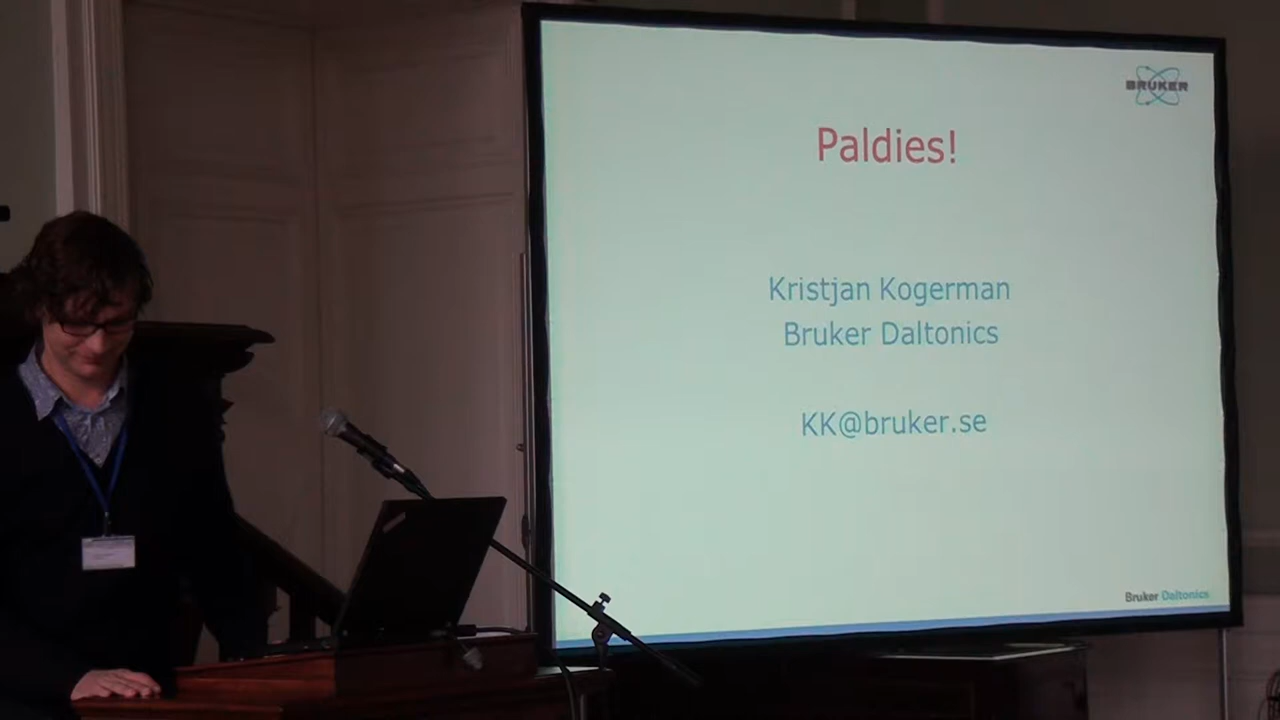 BRUKER
Paldies!
Kristjan Kogerman
Bruker Daltonics
KK@bruker.se
Bruker Daltonics